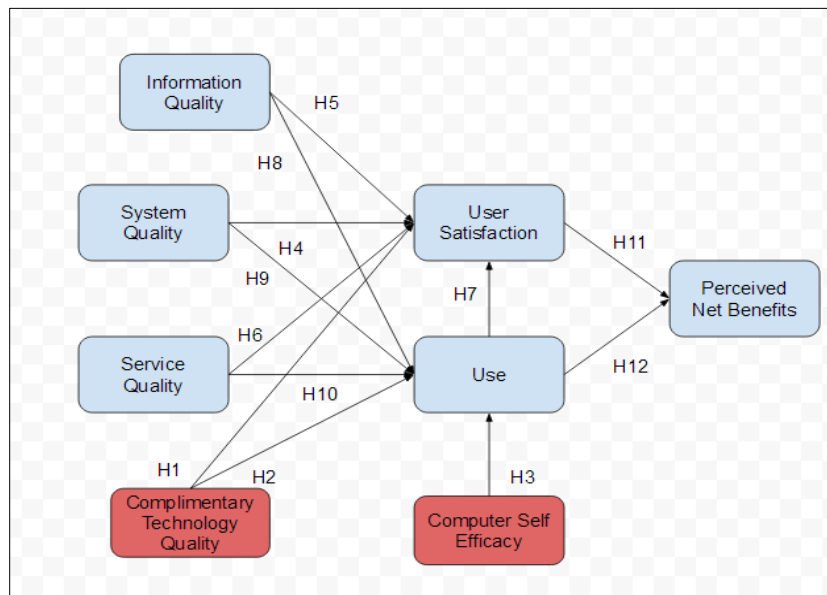 Information
Quality
H5
H8
System
Quality
User
Satisfaction
H4
H11
H9
H7
Perceived
Net Benefits
H6
Service
Quality
Use
H12
H10
H1
H2
H3
Complimentary
Technology
Quality
Computer Self
Efficacy